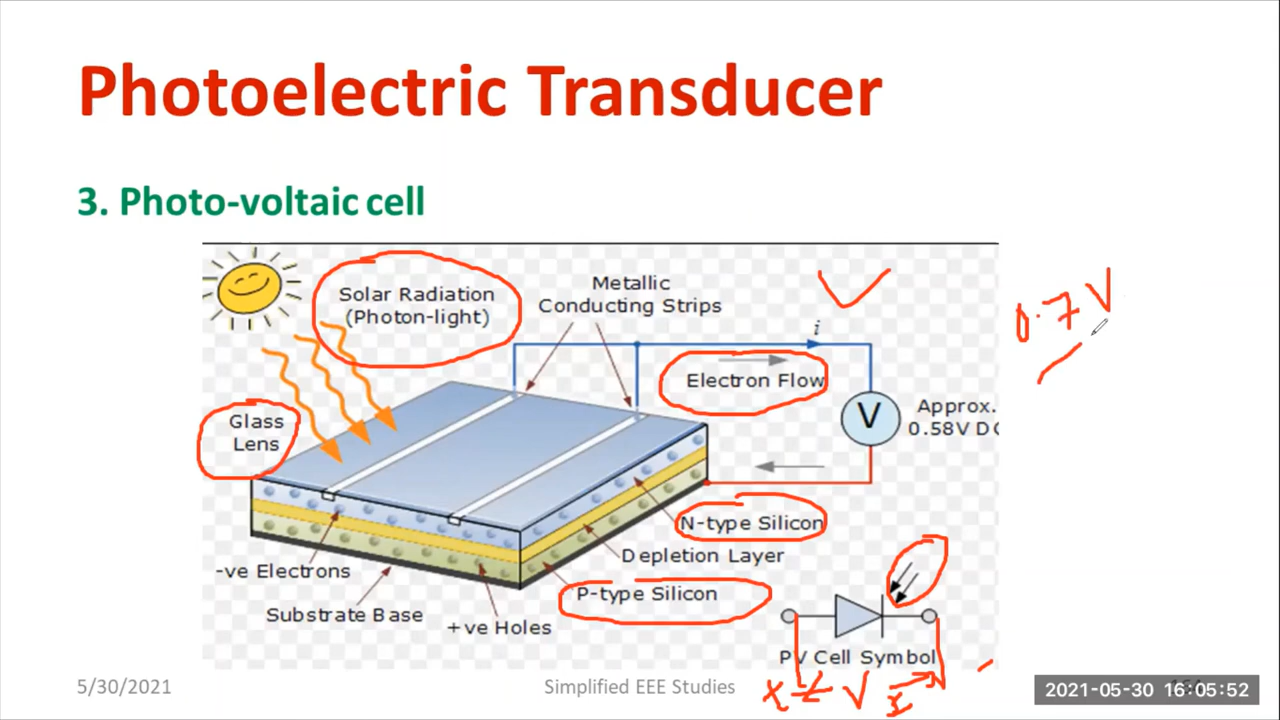 Photoelectric Transducer
3. Photo-voltaic cell
Solar Radiation
(Photon-light)
Metallic
Conducting Strips
i
0.7 V
Electron Flow
Glass
Lens
V
Approx.
0.58V DC
N-type Silicon
Depletion Layer
-ve Electrons
P-type Silicon
Substrate Base
+ve Holes
PV Cell Symbol
V
5/30/2021
Simplified EEE Studies
2021-05-30 16:05:52